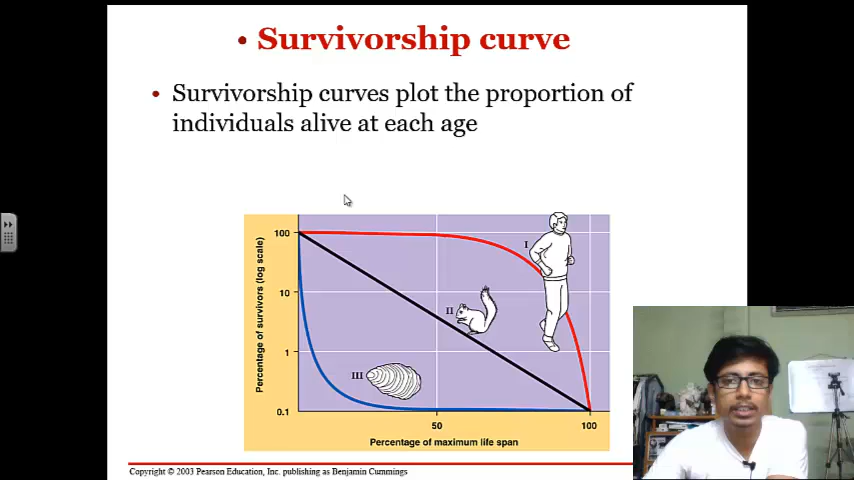 • Survivorship curve
• Survivorship curves plot the proportion of
individuals alive at each age
Percentage of survivors (log scale)
100
10
1
0.1
I
II
III
50
100
Percentage of maximum life span
Copyright © 2003 Pearson Education, Inc. publishing as Benjamin Cummings